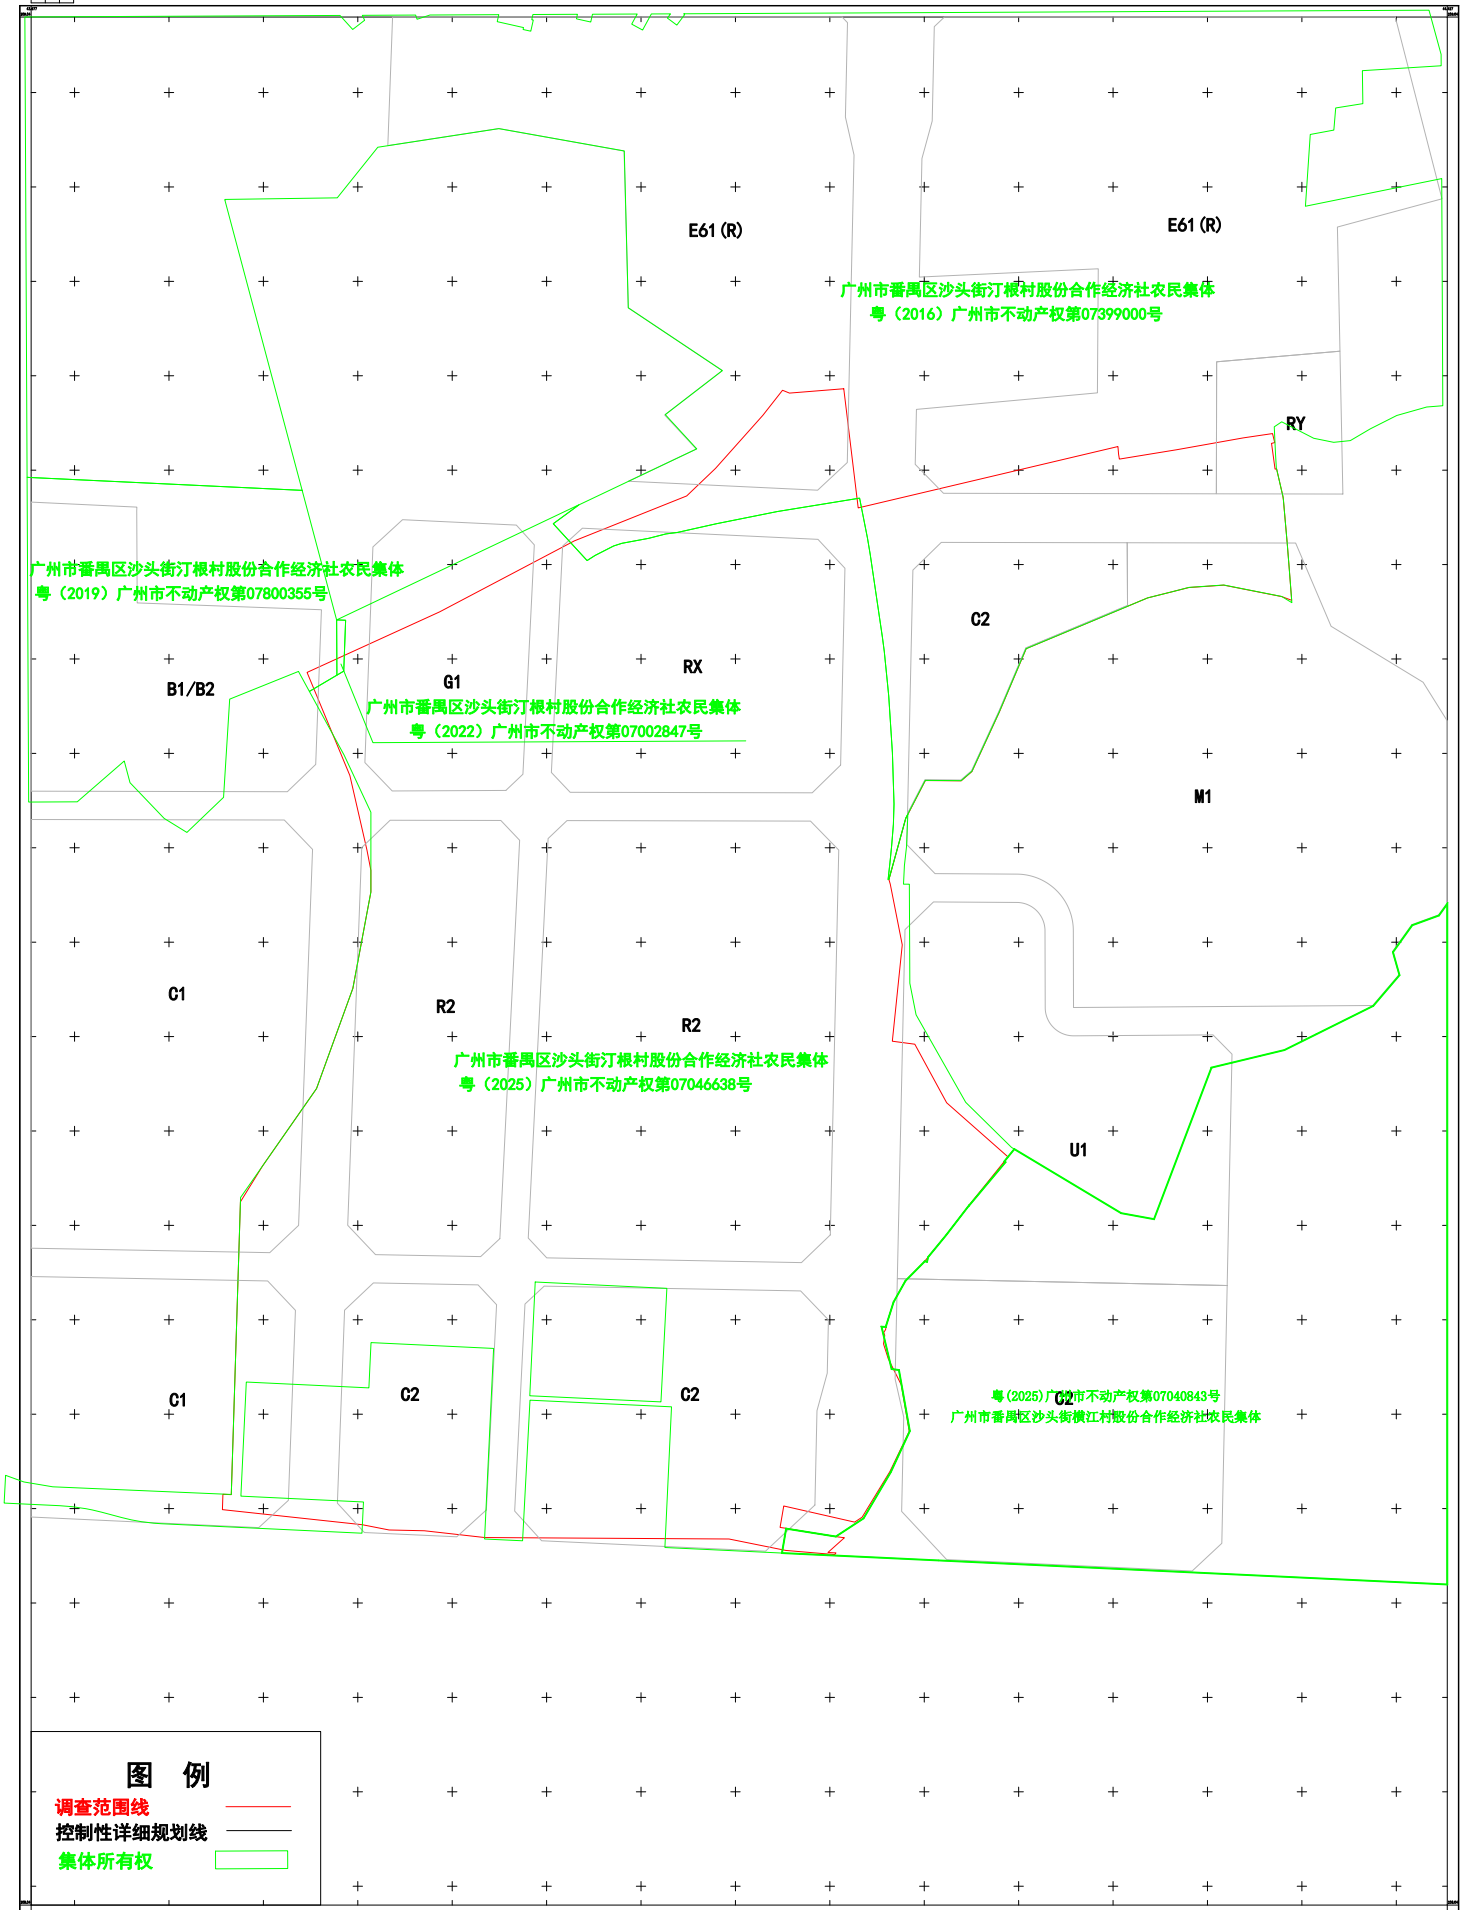 E61(R)
E61(R)
广州市番禺区沙头街汀根村股份合作经济社农民集体
粤（2016）广州市不动产权第07399000号
RY
广州市番禺区沙头街汀根村股份合作经济社农民集体
粤（2019）广州市不动产权第07800355号
C2
RX
G1
B1/B2
广州市番禺区沙头街汀根村股份合作经济社农民集体
粤（2022）广州市不动产权第07002847号
M1
C1
R2
R2
广州市番禺区沙头街汀根村股份合作经济社农民集体
粤（2025）广州市不动产权第07046638号
U1
C1
C2
C2
粤(2025)广州市不动产权第07040843号
C2
广州市番禺区沙头街横江村股份合作经济社农民集体
图 例
调查范围线
控制性详细规划线
集体所有权